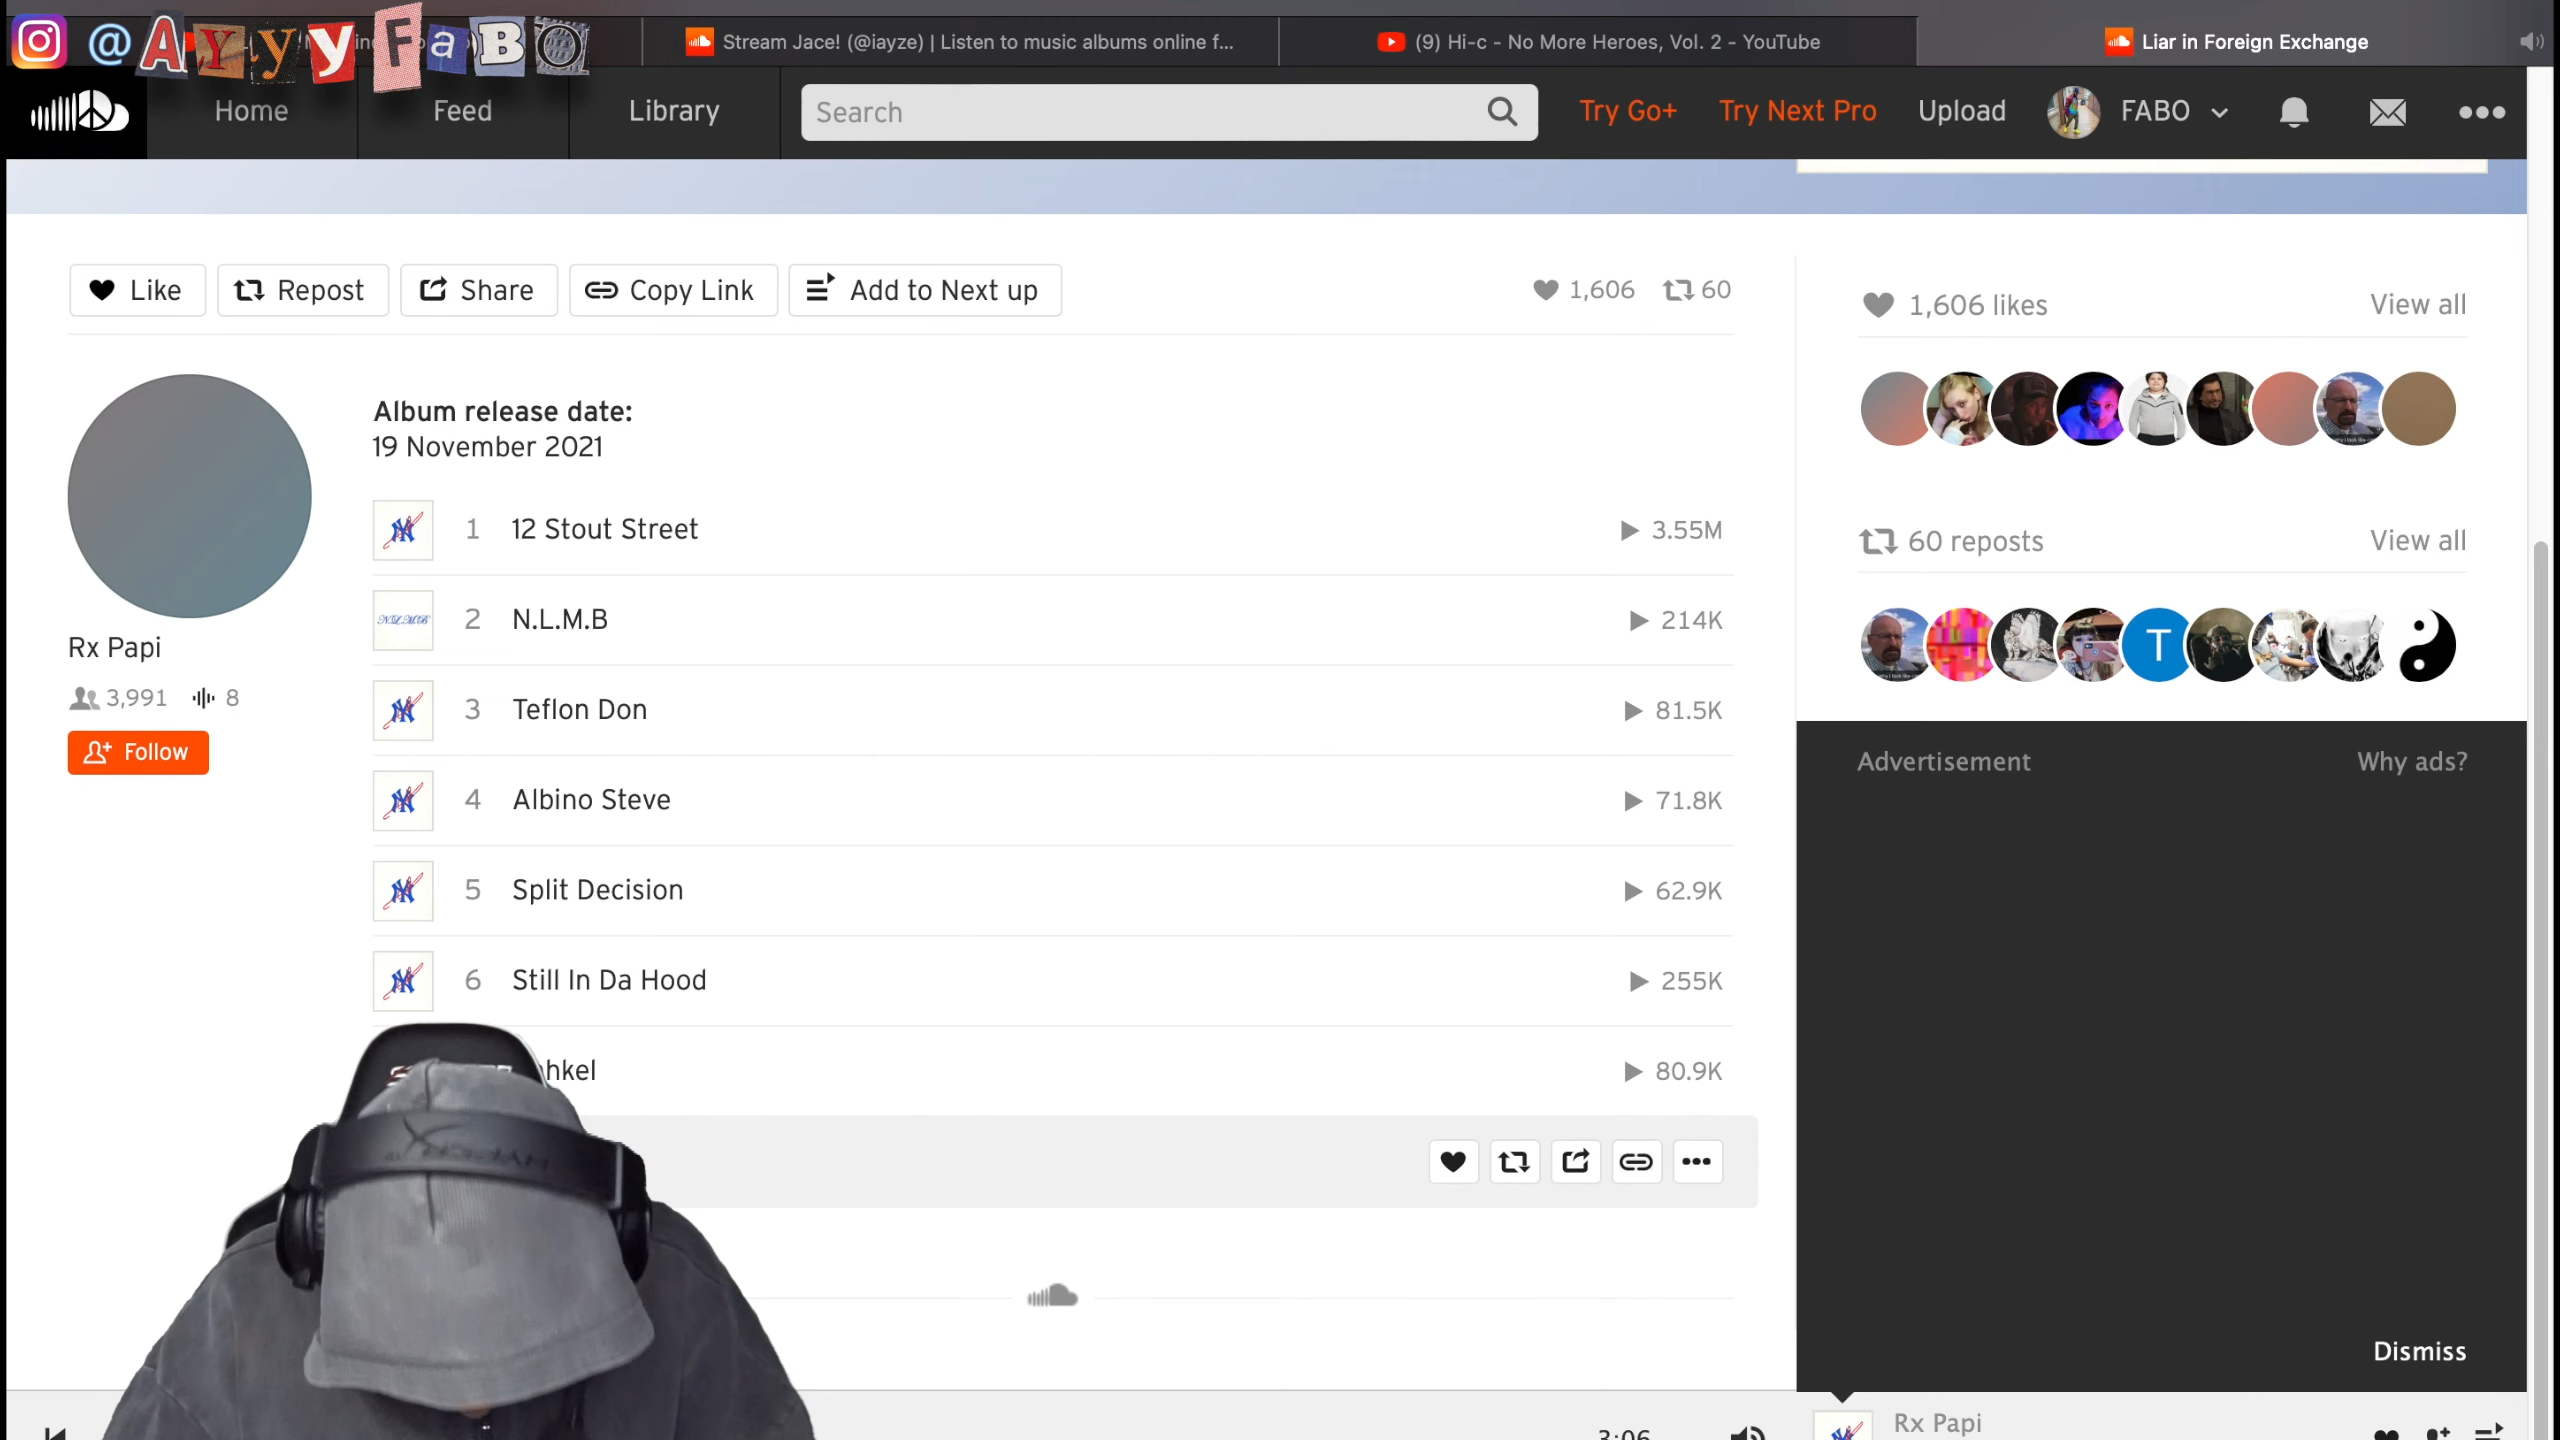 @AyyyFaBO
Stream Jace! (@iayze) | Listen to music albums online f...
(9) Hi-c - No More Heroes, Vol. 2 - YouTube
Liar in Foreign Exchange
Home
Feed
Library
Search
Try Go+
Try Next Pro
Upload
FABO
Like
Repost
Share
Copy Link
Add to Next up
1,606
60
1,606 likes
View all
Album release date:
19 November 2021
Rx Papi
3,991
8
Follow
1 12 Stout Street 3.55M
2 N.L.M.B 214K
3 Teflon Don 81.5K
4 Albino Steve 71.8K
5 Split Decision 62.9K
6 Still In Da Hood 255K
hkel 80.9K
60 reposts
View all
T
Advertisement
Why ads?
Dismiss
3:06
Rx Papi